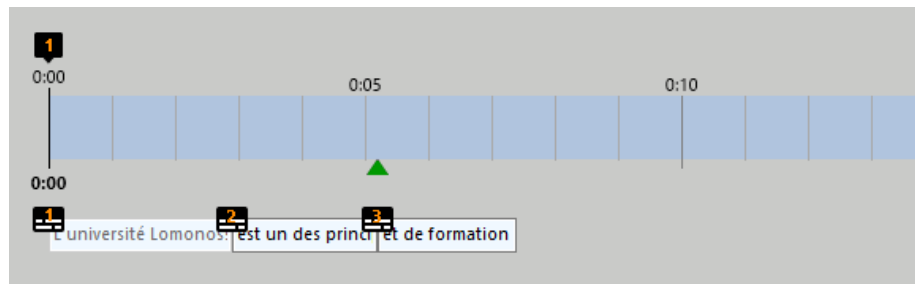 1
0:00 0:05 0:10
0:00
1 2 3
L'université Lomonos est un des princi et de formation